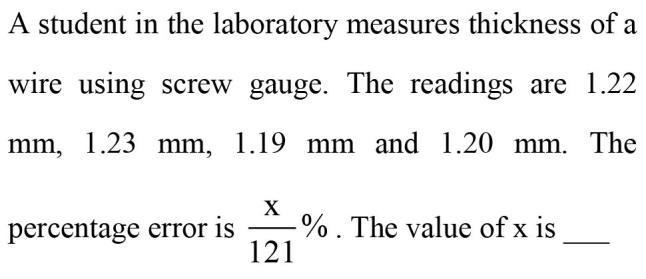 A student in the laboratory measures thickness of a
wire using screw gauge. The readings are 1.22
mm, 1.23 mm, 1.19 mm and 1.20 mm. The
percentage error is x/121 %. The value of x is ___